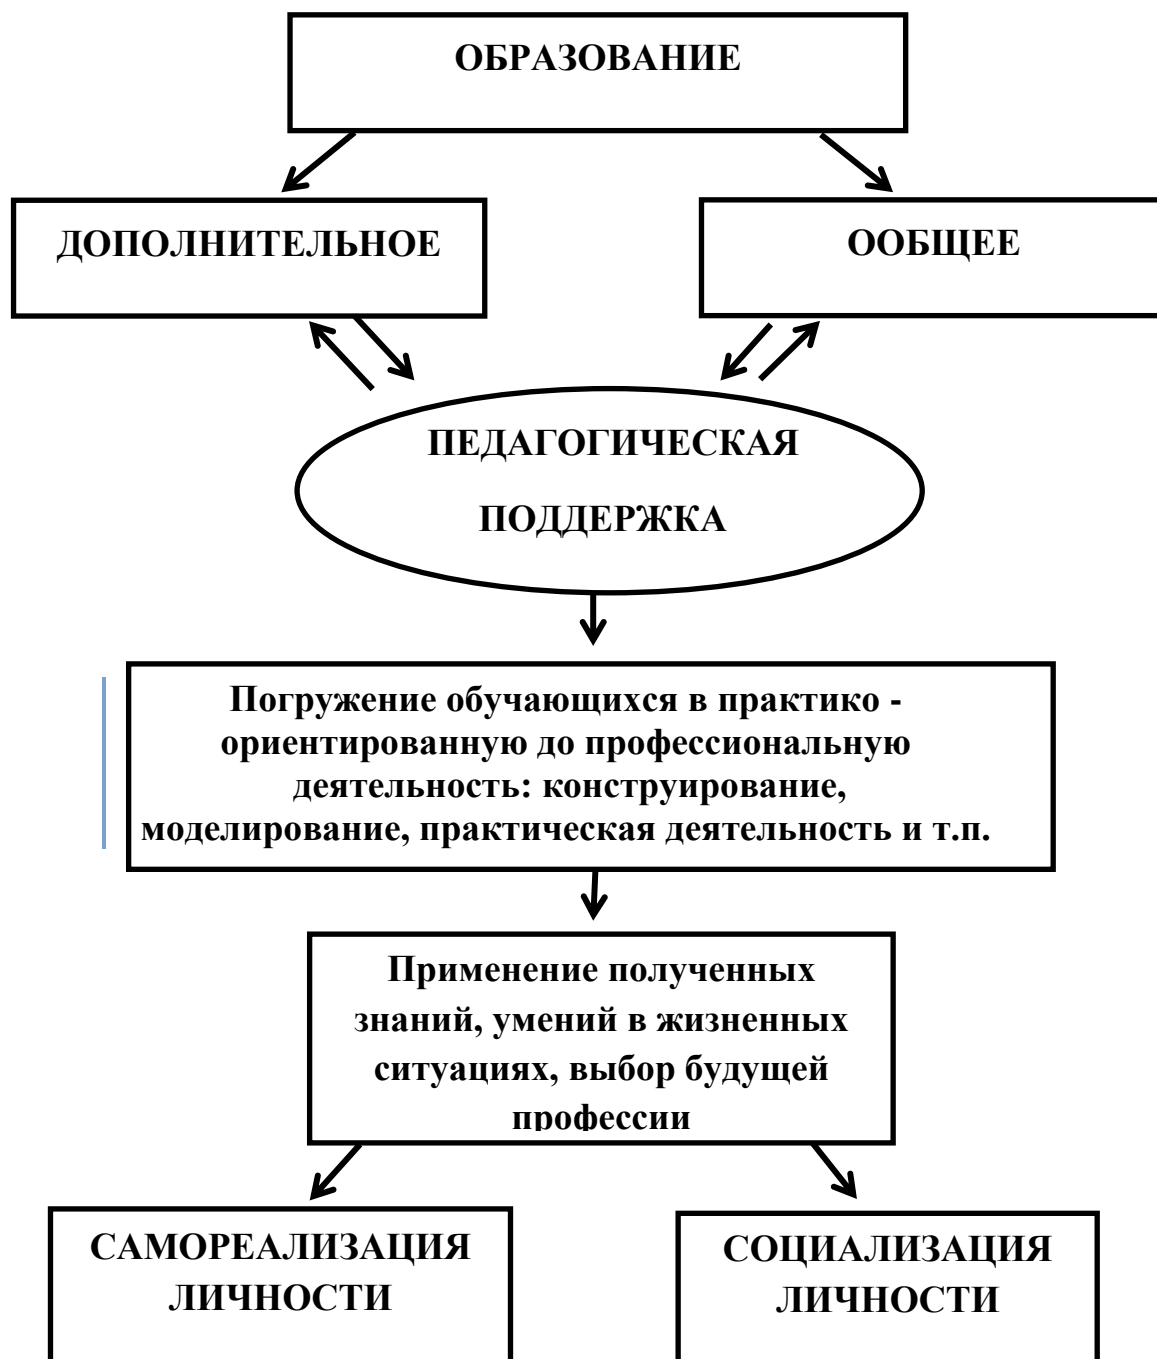 ОБРАЗОВАНИЕ
ДОПОЛНИТЕЛЬНОЕ
ООБЩЕЕ
ПЕДАГОГИЧЕСКАЯ
ПОДДЕРЖКА
Погружение обучающихся в практико -
ориентированную до профессиональную
деятельность: конструирование,
моделирование, практическая деятельность и т.п.
Применение полученных
знаний, умений в жизненных
ситуациях, выбор будущей
профессии
САМОРЕАЛИЗАЦИЯ
ЛИЧНОСТИ
СОЦИАЛИЗАЦИЯ
ЛИЧНОСТИ